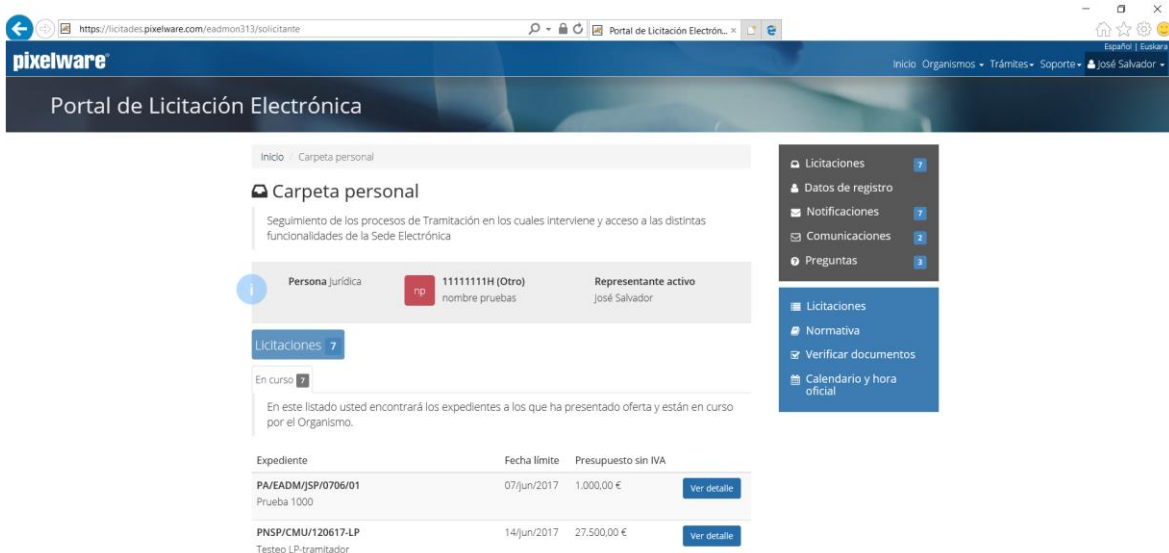 https://licitades.pixelware.com/eadmon313/solicitante
Portal de Licitación Electrón...
Español | Euskara
pixelware
Inicio Organismos Trámites Soporte José Salvador
Portal de Licitación Electrónica
Inicio / Carpeta personal
Carpeta personal
Seguimiento de los procesos de Tramitación en los cuales interviene y acceso a las distintas
funcionalidades de la Sede Electrónica
i
Persona Jurídica
np
11111111H (Otro)
nombre pruebas
Representante activo
José Salvador
Licitaciones 7
En curso 7
En este listado usted encontrará los expedientes a los que ha presentado oferta y están en curso
por el Organismo.
Expediente Fecha límite Presupuesto sin IVA
PA/EADM/JSP/0706/01 07/jun/2017 1.000,00 € Ver detalle
Prueba 1000
PNSP/CMU/120617-LP 14/jun/2017 27.500,00 € Ver detalle
Testeo LP-tramitador
Licitaciones 7
Datos de registro
Notificaciones 7
Comunicaciones 2
Preguntas 3
Licitaciones
Normativa
Verificar documentos
Calendario y hora
oficial